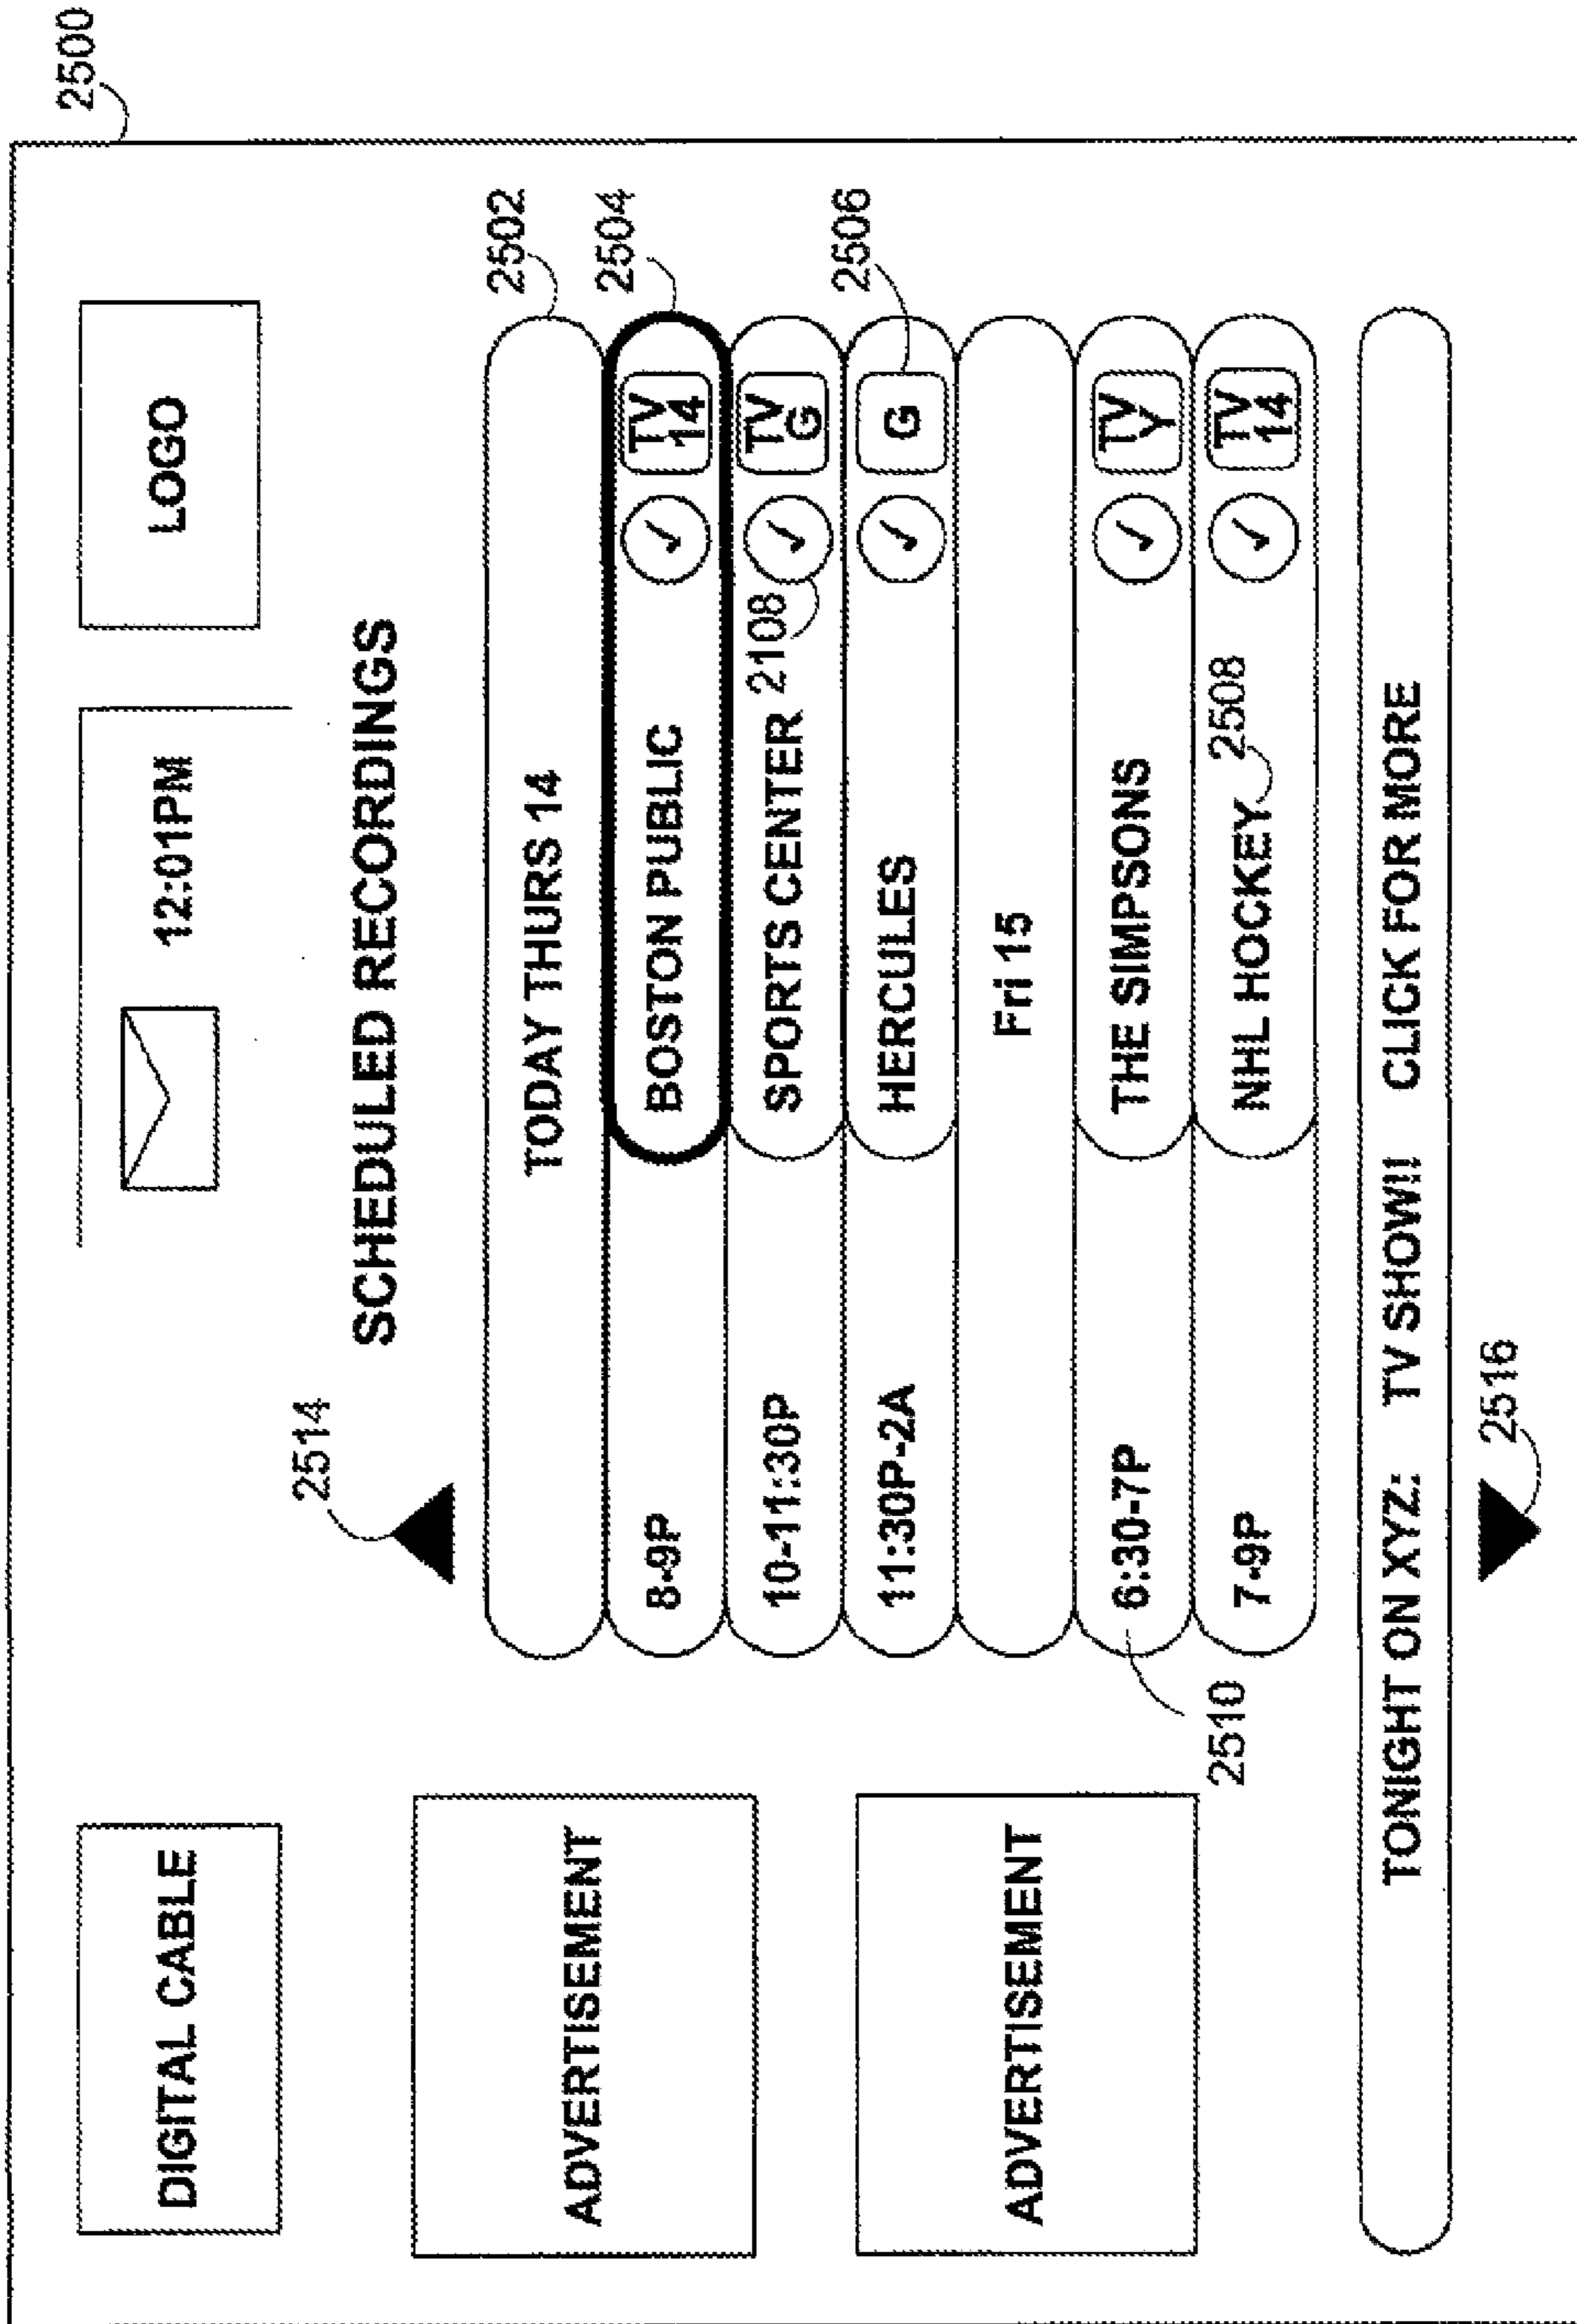 2500
DIGITAL CABLE
12:01PM
LOGO
2514
SCHEDULED RECORDINGS
ADVERTISEMENT
TODAY THURS 14
2502
8-9P
BOSTON PUBLIC
✓
TV 14
2504
10-11:30P
SPORTS CENTER
2108
✓
TV G
11:30P-2A
HERCULES
✓
G
2506
ADVERTISEMENT
Fri 15
6:30-7P
THE SIMPSONS
✓
TV Y
2510
7-9P
NHL HOCKEY
2508
✓
TV 14
TONIGHT ON XYZ: TV SHOW!! CLICK FOR MORE
2516